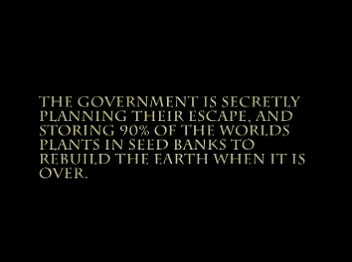 THE GOVERNMENT IS SECRETLY
PLANNING THEIR ESCAPE, AND
STORING 90% OF THE WORLDS
PLANTS IN SEED BANKS TO
REBUILD THE EARTH WHEN IT IS
OVER.